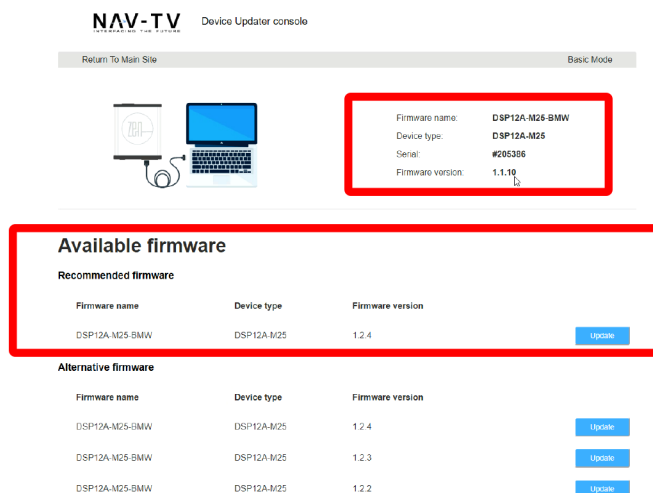 NAV-TV
INTERFACING THE FUTURE
Device Updater console
Return To Main Site
Basic Mode
ZEN
Firmware name: DSP12A-M25-BMW
Device type: DSP12A-M25
Serial: #205386
Firmware version: 1.1.10
Available firmware
Recommended firmware
Firmware name Device type Firmware version
DSP12A-M25-BMW DSP12A-M25 1.2.4 Update
Alternative firmware
Firmware name Device type Firmware version
DSP12A-M25-BMW DSP12A-M25 1.2.4 Update
DSP12A-M25-BMW DSP12A-M25 1.2.3 Update
DSP12A-M25-BMW DSP12A-M25 1.2.2 Update